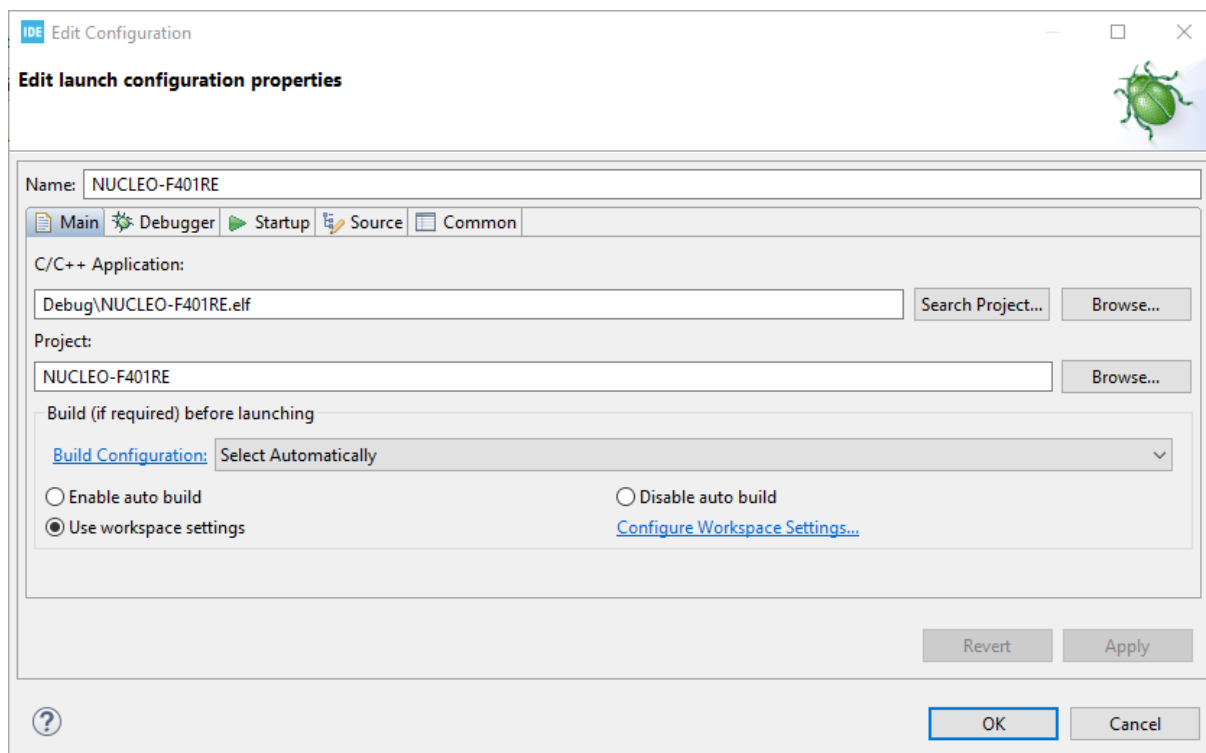 IDE Edit Configuration
Edit launch configuration properties
Name: NUCLEO-F401RE
Main Debugger Startup Source Common
C/C++ Application:
Debug\NUCLEO-F401RE.elf Search Project... Browse...
Project:
NUCLEO-F401RE Browse...
Build (if required) before launching
Build Configuration: Select Automatically
Enable auto build Disable auto build
Use workspace settings Configure Workspace Settings...
Revert Apply
? OK Cancel